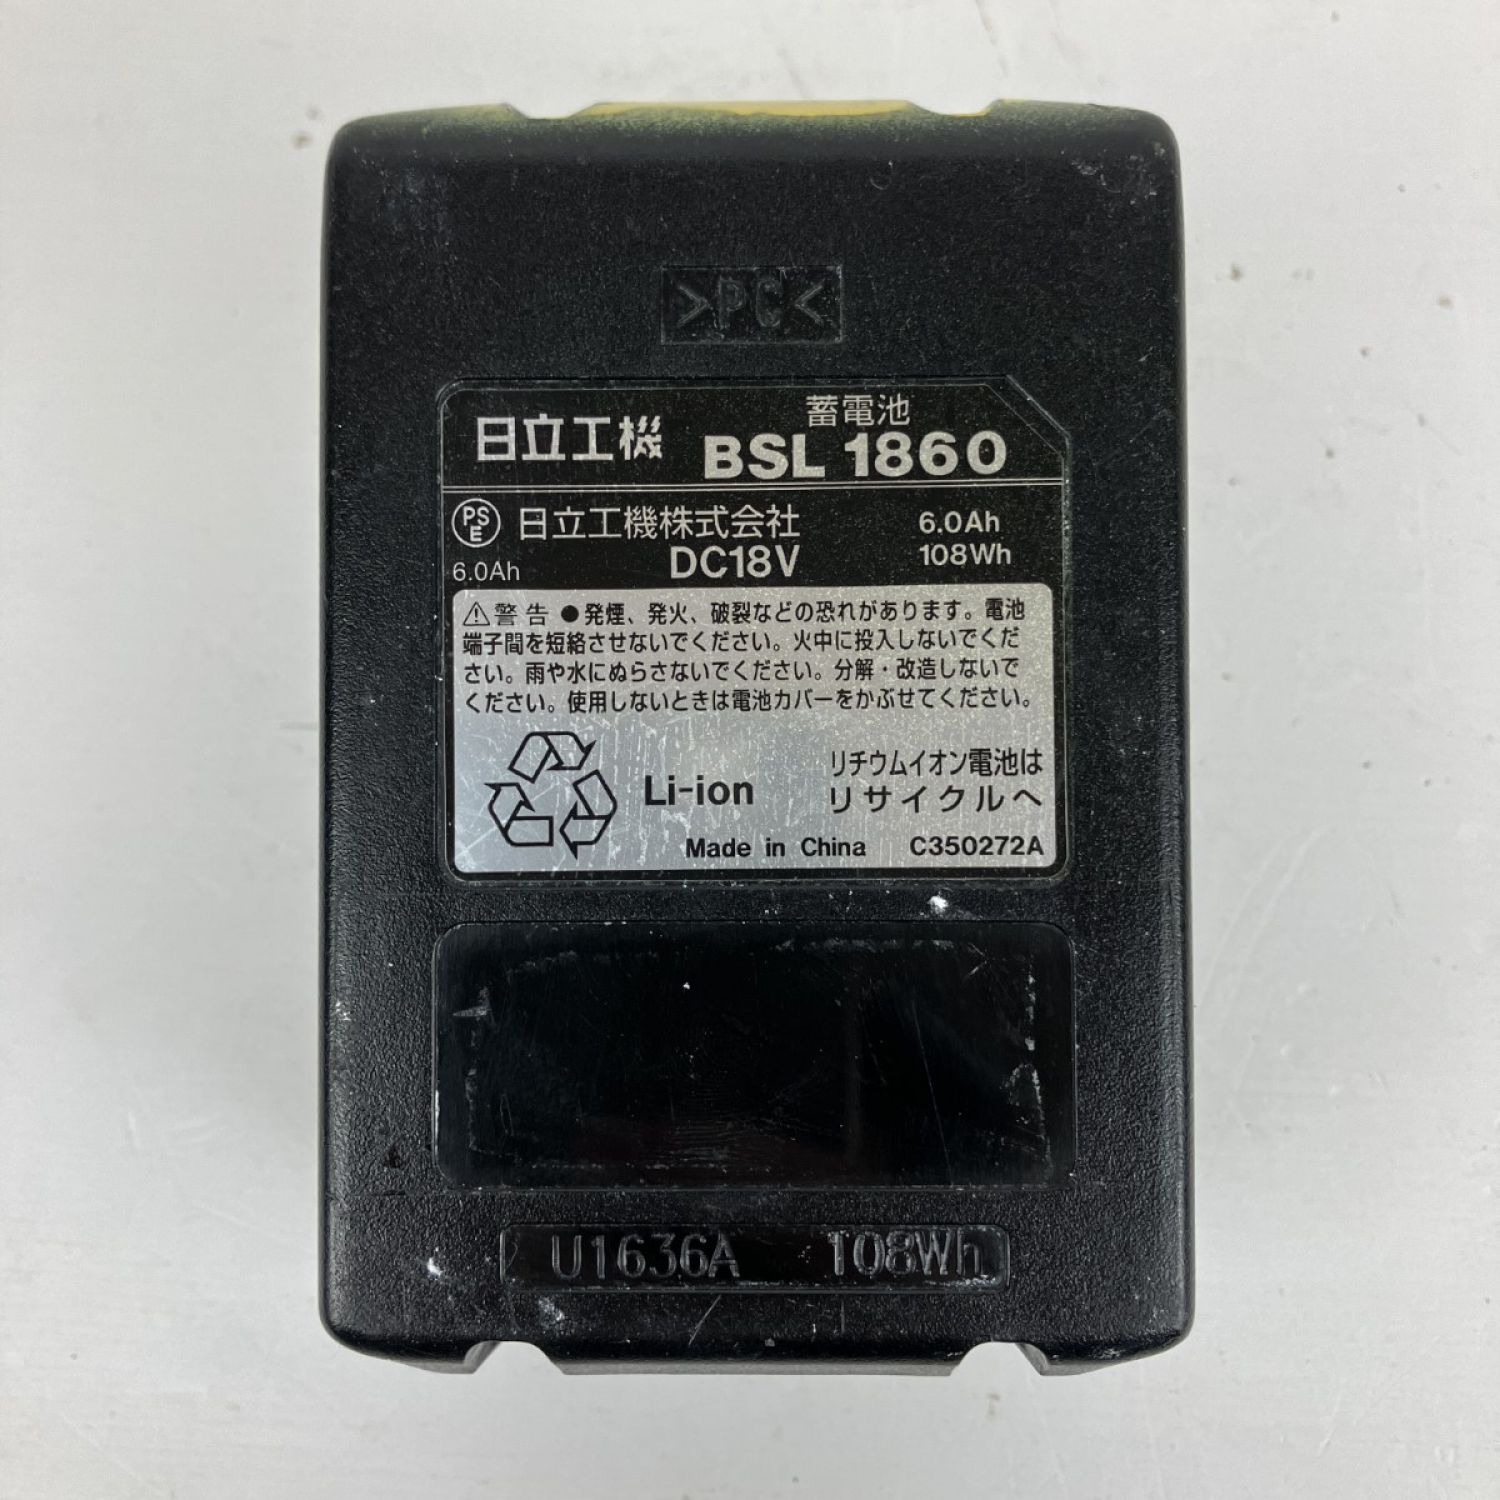 >PC<
日立工機
蓄電池
BSL 1860
PSE 日立工機株式会社
6.0Ah
6.0Ah
DC18V
108Wh
⚠警告 ●発煙、発火、破裂などの恐れがあります。電池
端子間を短絡させないでください。火中に投入しないでくだ
さい。雨や水にぬらさないでください。分解・改造しないで
ください。使用しないときは電池カバーをかぶせてください。
Li-ion
リチウムイオン電池は
リサイクルへ
Made in China C350272A
U1636A 108Wh